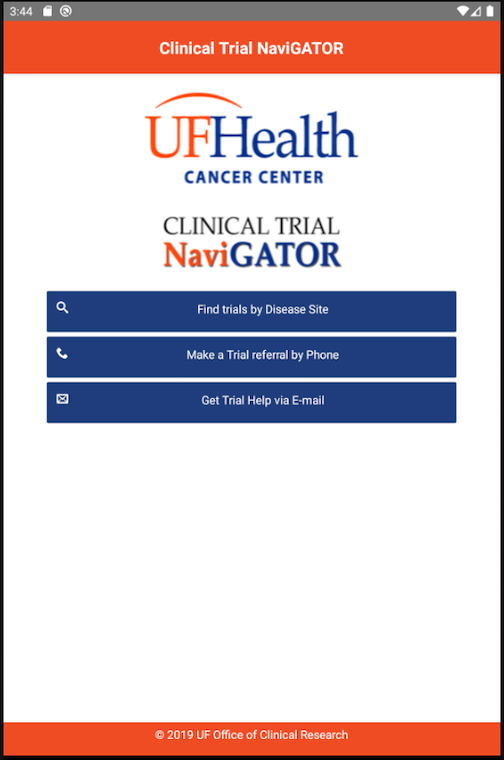 3:44
Clinical Trial NaviGATOR
UFHealth
CANCER CENTER
CLINICAL TRIAL
NaviGATOR
Find trials by Disease Site
Make a Trial referral by Phone
Get Trial Help via E-mail
© 2019 UF Office of Clinical Research